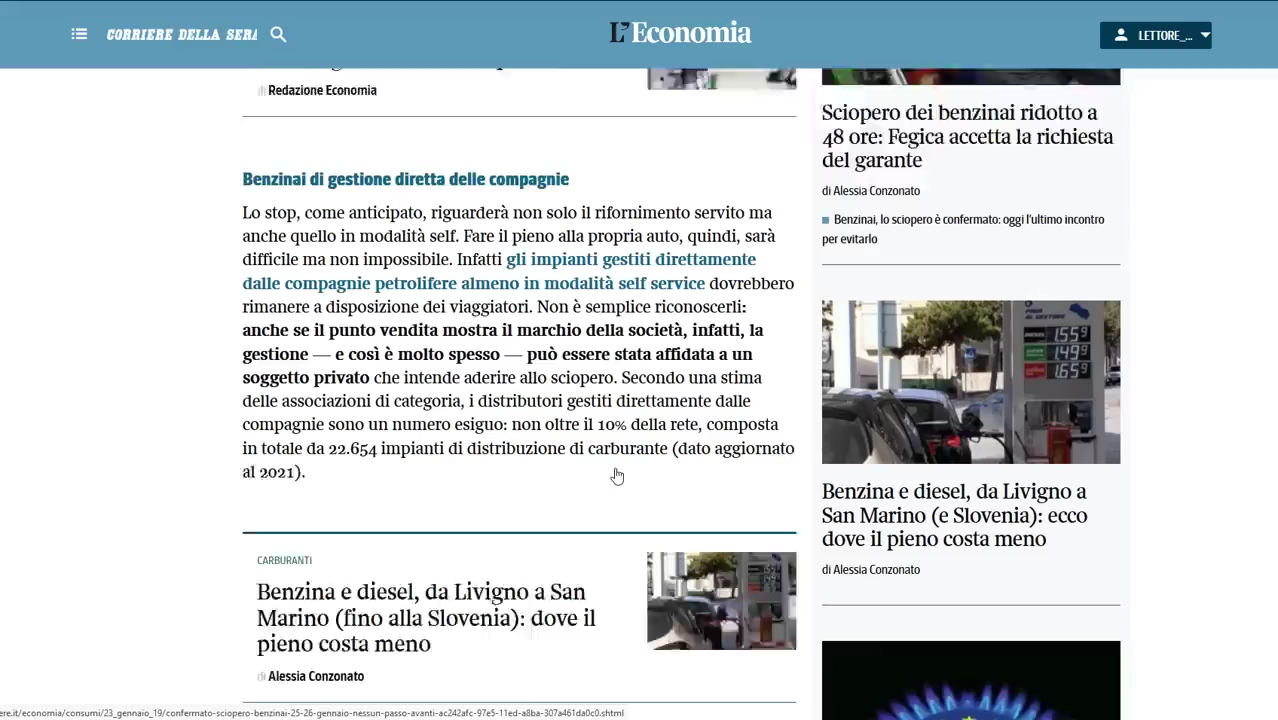 CORRIERE DELLA SERA
L'Economia
LETTORE_...
di Redazione Economia
Benzinai di gestione diretta delle compagnie
Lo stop, come anticipato, riguarderà non solo il rifornimento servito ma
anche quello in modalità self. Fare il pieno alla propria auto, quindi, sarà
difficile ma non impossibile. Infatti gli impianti gestiti direttamente
dalle compagnie petrolifere almeno in modalità self service dovrebbero
rimanere a disposizione dei viaggiatori. Non è semplice riconoscerli:
anche se il punto vendita mostra il marchio della società, infatti, la
gestione — e così è molto spesso — può essere stata affidata a un
soggetto privato che intende aderire allo sciopero. Secondo una stima
delle associazioni di categoria, i distributori gestiti direttamente dalle
compagnie sono un numero esiguo: non oltre il 10% della rete, composta
in totale da 22.654 impianti di distribuzione di carburante (dato aggiornato
al 2021).
CARBURANTI
Benzina e diesel, da Livigno a San
Marino (fino alla Slovenia): dove il
pieno costa meno
di Alessia Conzonato
Sciopero dei benzinai ridotto a
48 ore: Fegica accetta la richiesta
del garante
di Alessia Conzonato
Benzinai, lo sciopero è confermato: oggi l'ultimo incontro
per evitarlo
1.559
1.499
1.659
Benzina e diesel, da Livigno a
San Marino (e Slovenia): ecco
dove il pieno costa meno
di Alessia Conzonato
ere.it/economia/consumi/23_gennaio_19/confermato-sciopero-benzinai-25-26-gennaio-nessun-passo-avanti-ac242afc-97e5-11ed-a8ba-307a461da0c0.shtml